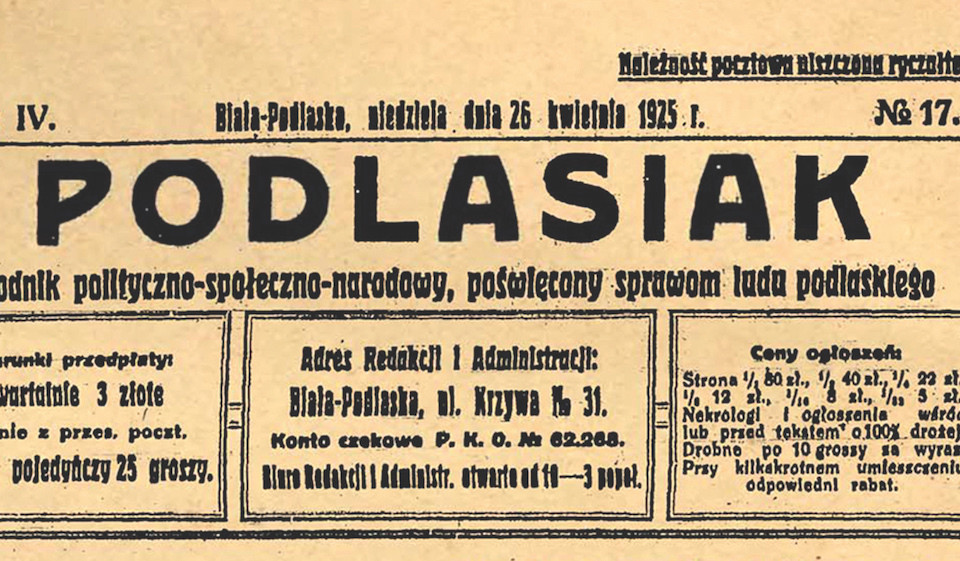 Należność pocztowa uiszczona ryczałte
IV.
Biała-Podlaska, niedziela dnia 26 kwietnia 1925 r.
№ 17.
PODLASIAK
odnik polityczno-społeczno-narodowy, poświęcony sprawom ludu podlaskiego
arunki przedpłaty:
wartalnie 3 złote
nie z przes. poczt.
pojedyńczy 25 groszy.
Adres Redakcji i Administracji:
Biała-Podlaska, ul. Krzywa № 31.
Konto czekowe P. K. O. № 62.268.
Biuro Redakcji i Administr. otwarte od 10—3 popoł.
Ceny ogłoszeń:
Strona ¹/₁ 80 zł., ¹/₂ 40 zł., ¹/₄ 22 zł.
12 zł., ¹/₁₆ 8 zł., ¹/₃₂ 5 zł.
Nekrologi i ogłoszenia wśród
lub przed tekstem o 100% drożej
Drobne po 10 groszy za wyraz
Przy kilkakrotnem umieszczeniu
odpowiedni rabat.